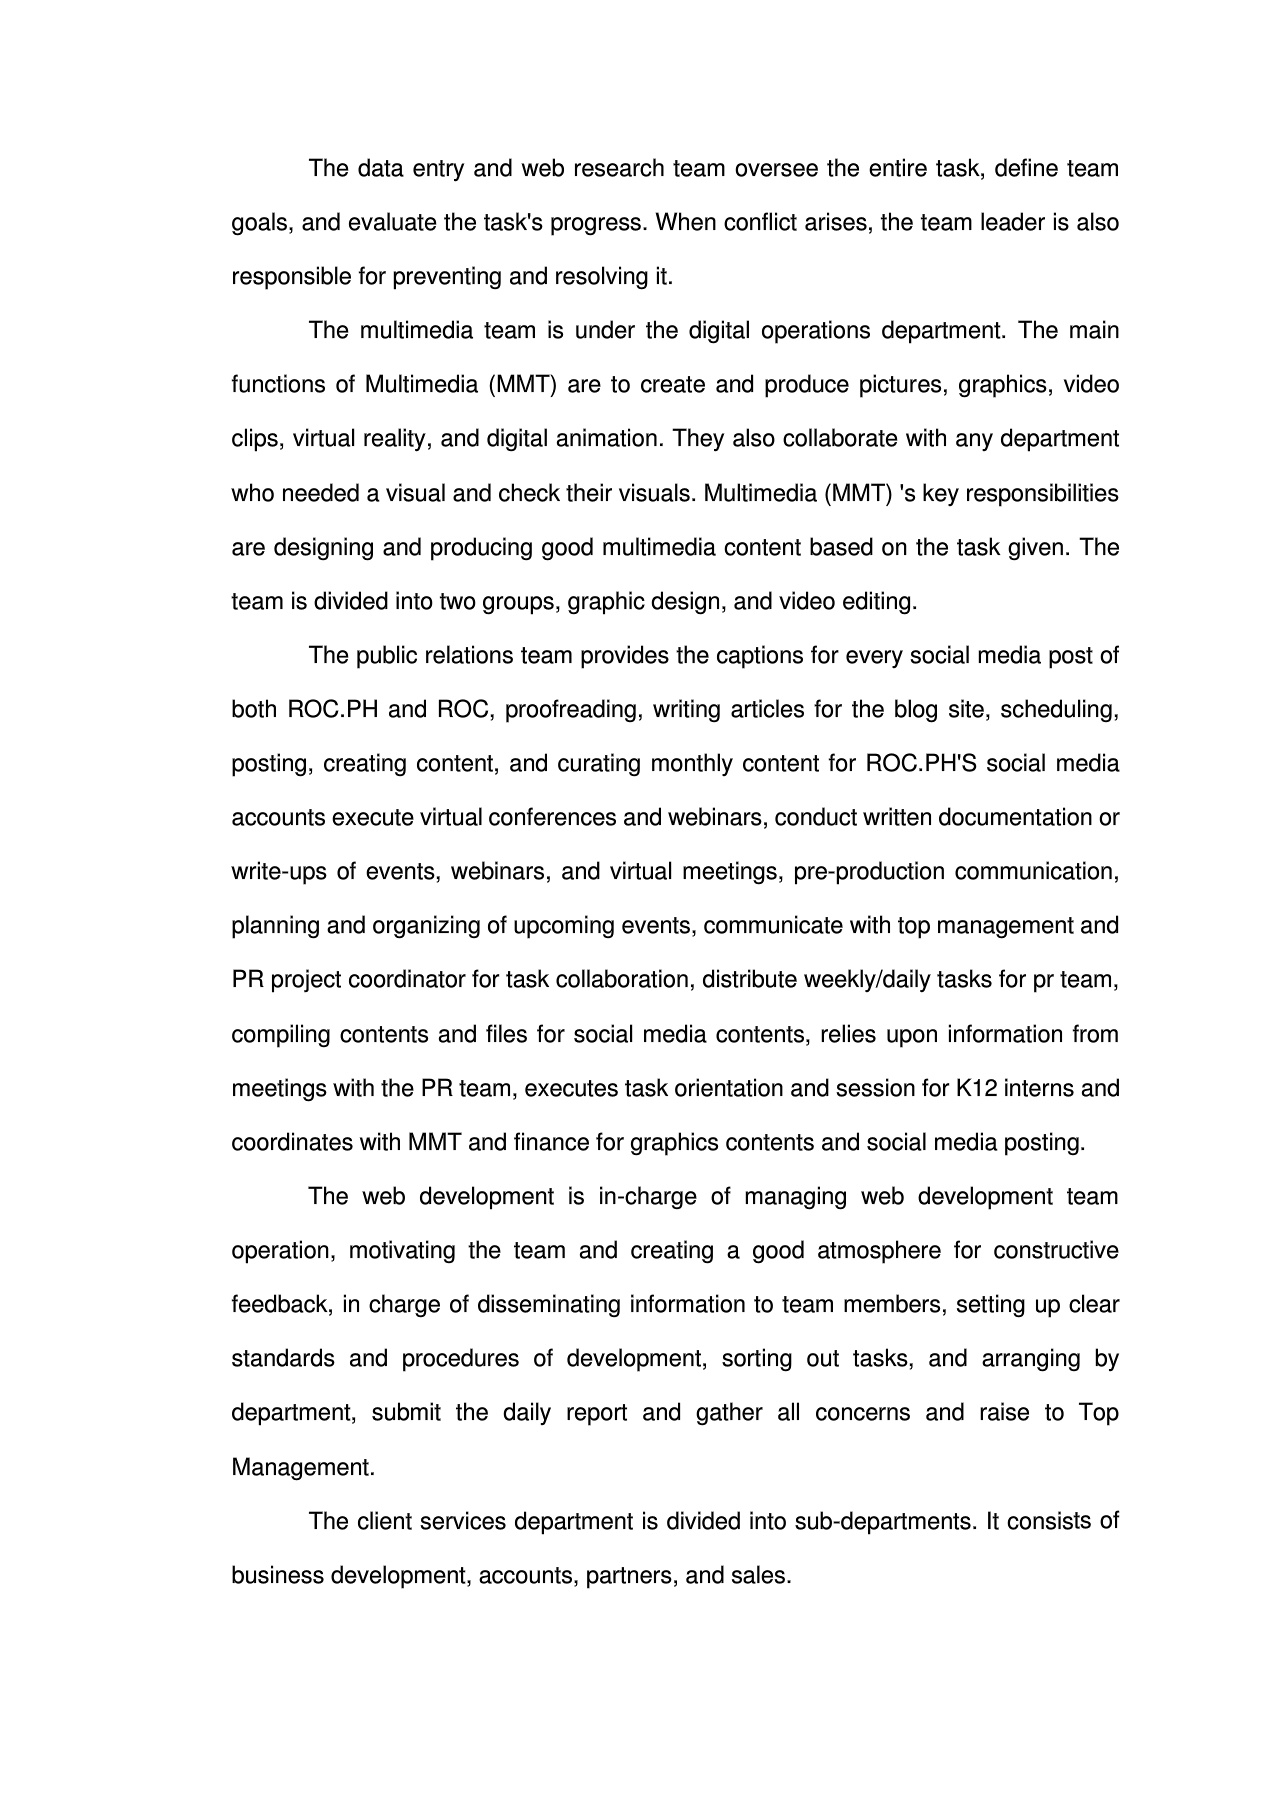 The data entry and web research team oversee the entire task, define team
goals, and evaluate the task's progress. When conflict arises, the team leader is also
responsible for preventing and resolving it.
The multimedia team is under the digital operations department. The main
functions of Multimedia (MMT) are to create and produce pictures, graphics, video
clips, virtual reality, and digital animation. They also collaborate with any department
who needed a visual and check their visuals. Multimedia (MMT) 's key responsibilities
are designing and producing good multimedia content based on the task given. The
team is divided into two groups, graphic design, and video editing.
The public relations team provides the captions for every social media post of
both ROC.PH and ROC, proofreading, writing articles for the blog site, scheduling,
posting, creating content, and curating monthly content for ROC.PH'S social media
accounts execute virtual conferences and webinars, conduct written documentation or
write-ups of events, webinars, and virtual meetings, pre-production communication,
planning and organizing of upcoming events, communicate with top management and
PR project coordinator for task collaboration, distribute weekly/daily tasks for pr team,
compiling contents and files for social media contents, relies upon information from
meetings with the PR team, executes task orientation and session for K12 interns and
coordinates with MMT and finance for graphics contents and social media posting.
The web development is in-charge of managing web development team
operation, motivating the team and creating a good atmosphere for constructive
feedback, in charge of disseminating information to team members, setting up clear
standards and procedures of development, sorting out tasks, and arranging by
department, submit the daily report and gather all concerns and raise to Top
Management.
The client services department is divided into sub-departments. It consists of
business development, accounts, partners, and sales.